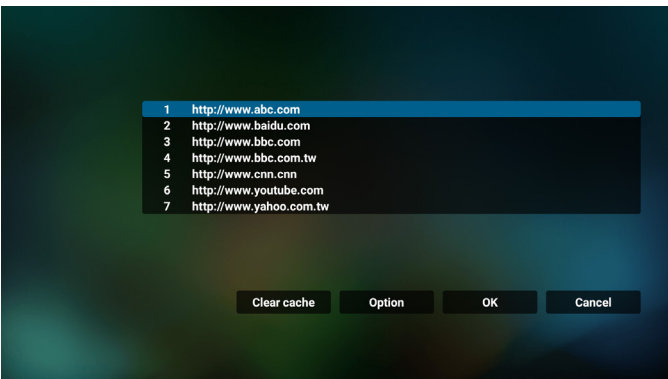 1 http://www.abc.com
2 http://www.baidu.com
3 http://www.bbc.com
4 http://www.bbc.com.tw
5 http://www.cnn.cnn
6 http://www.youtube.com
7 http://www.yahoo.com.tw
Clear cache Option OK Cancel